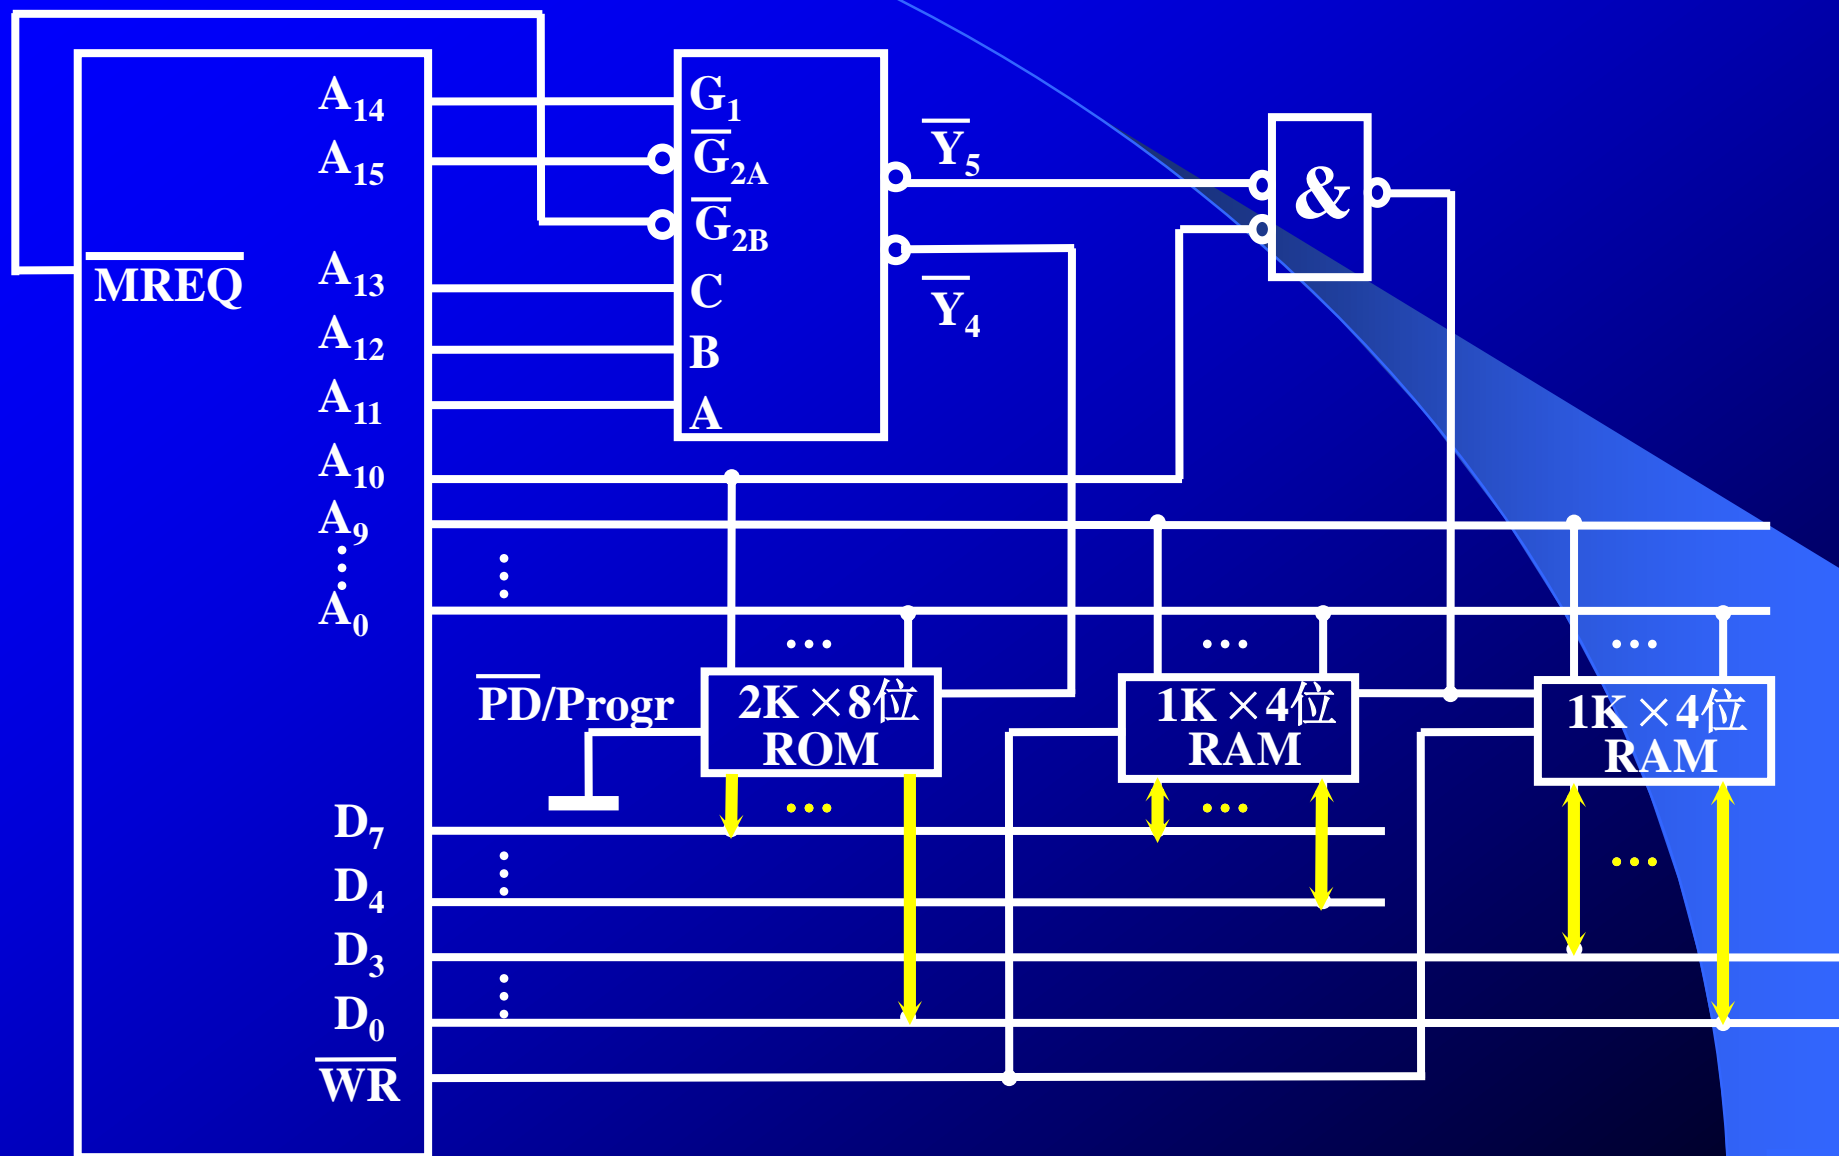 A14
A15
MREQ
A13
A12
A11
A10
A9
A0
G1
G2A
G2B
C
B
A
Y5
Y4
&
PD/Progr
2K×8位
ROM
1K×4位
RAM
1K×4位
RAM
D7
D4
D3
D0
WR